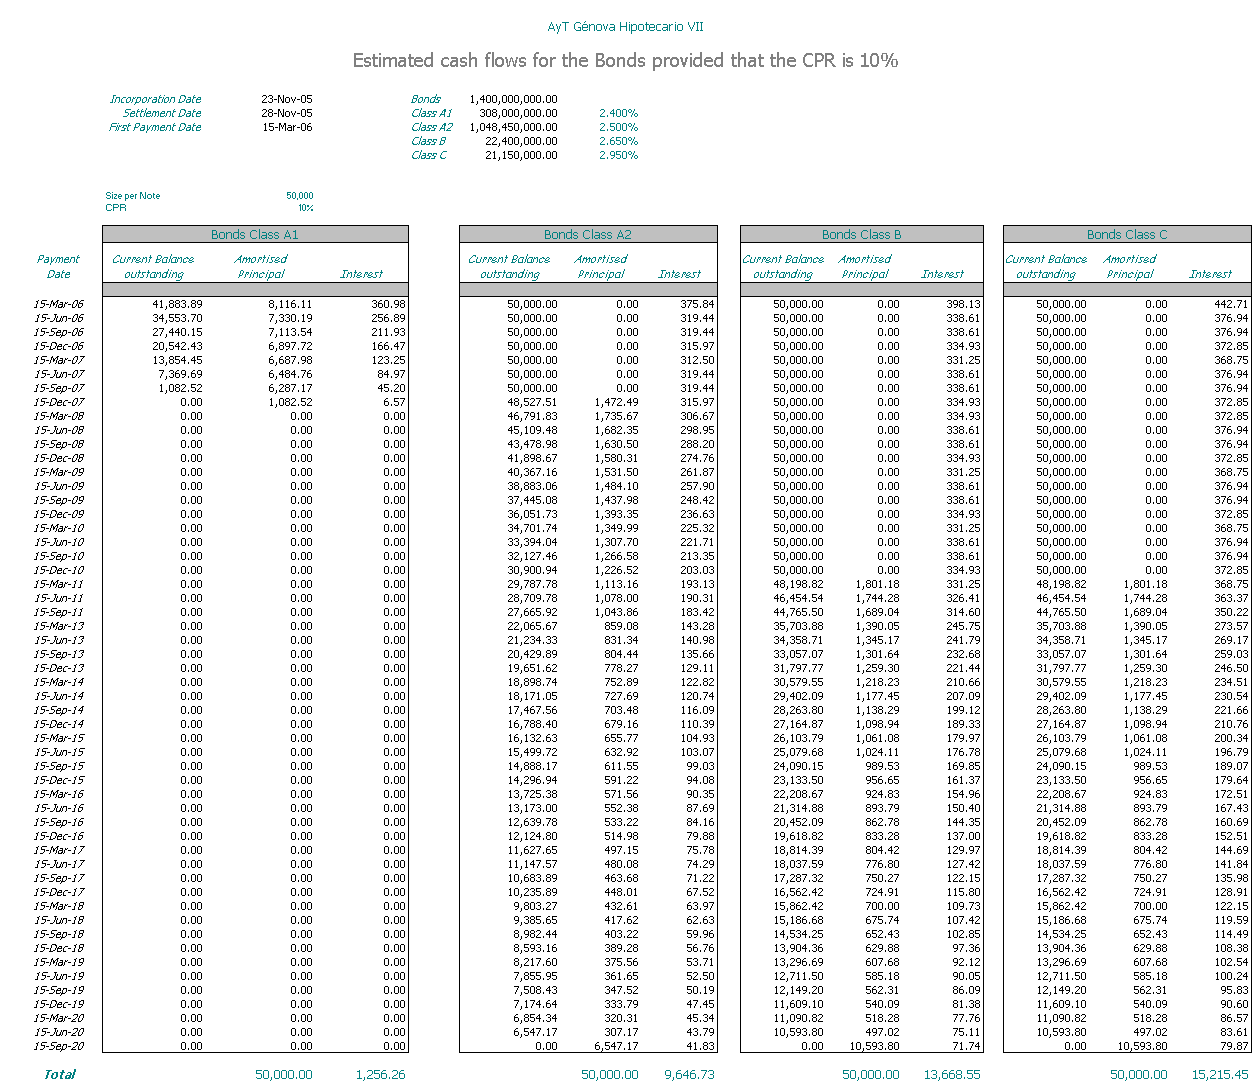 AyT Génova Hipotecario VII
Estimated cash flows for the Bonds provided that the CPR is 10%
Incorporation Date 23-Nov-05 Bonds 1,400,000,000.00
Settlement Date 28-Nov-05 Class A1 308,000,000.00 2.400%
First Payment Date 15-Mar-06 Class A2 1,048,450,000.00 2.500%
Class B 22,400,000.00 2.650%
Class C 21,150,000.00 2.950%
Size per Note 50,000
CPR 10%
Bonds Class A1 Bonds Class A2 Bonds Class B Bonds Class C
Payment Current Balance Amortised Current Balance Amortised Current Balance Amortised Current Balance Amortised
Date outstanding Principal Interest outstanding Principal Interest outstanding Principal Interest outstanding Principal Interest
15-Mar-06 41,883.89 8,116.11 360.98 50,000.00 0.00 375.84 50,000.00 0.00 398.13 50,000.00 0.00 442.71
15-Jun-06 34,553.70 7,330.19 256.89 50,000.00 0.00 319.44 50,000.00 0.00 338.61 50,000.00 0.00 376.94
15-Sep-06 27,440.15 7,113.54 211.93 50,000.00 0.00 319.44 50,000.00 0.00 338.61 50,000.00 0.00 376.94
15-Dec-06 20,542.43 6,897.72 166.47 50,000.00 0.00 315.97 50,000.00 0.00 334.93 50,000.00 0.00 372.85
15-Mar-07 13,854.45 6,687.98 123.25 50,000.00 0.00 312.50 50,000.00 0.00 331.25 50,000.00 0.00 368.75
15-Jun-07 7,369.69 6,484.76 84.97 50,000.00 0.00 319.44 50,000.00 0.00 338.61 50,000.00 0.00 376.94
15-Sep-07 1,082.52 6,287.17 45.20 50,000.00 0.00 319.44 50,000.00 0.00 338.61 50,000.00 0.00 376.94
15-Dec-07 0.00 1,082.52 6.57 48,527.51 1,472.49 315.97 50,000.00 0.00 334.93 50,000.00 0.00 372.85
15-Mar-08 0.00 0.00 0.00 46,791.83 1,735.67 306.67 50,000.00 0.00 334.93 50,000.00 0.00 372.85
15-Jun-08 0.00 0.00 0.00 45,109.48 1,682.35 298.95 50,000.00 0.00 338.61 50,000.00 0.00 376.94
15-Sep-08 0.00 0.00 0.00 43,478.98 1,630.50 288.20 50,000.00 0.00 338.61 50,000.00 0.00 376.94
15-Dec-08 0.00 0.00 0.00 41,898.67 1,580.31 274.76 50,000.00 0.00 334.93 50,000.00 0.00 372.85
15-Mar-09 0.00 0.00 0.00 40,367.16 1,531.50 261.87 50,000.00 0.00 331.25 50,000.00 0.00 368.75
15-Jun-09 0.00 0.00 0.00 38,883.06 1,484.10 257.90 50,000.00 0.00 338.61 50,000.00 0.00 376.94
15-Sep-09 0.00 0.00 0.00 37,445.08 1,437.98 248.42 50,000.00 0.00 338.61 50,000.00 0.00 376.94
15-Dec-09 0.00 0.00 0.00 36,051.73 1,393.35 236.63 50,000.00 0.00 334.93 50,000.00 0.00 372.85
15-Mar-10 0.00 0.00 0.00 34,701.74 1,349.99 225.32 50,000.00 0.00 331.25 50,000.00 0.00 368.75
15-Jun-10 0.00 0.00 0.00 33,394.04 1,307.70 221.71 50,000.00 0.00 338.61 50,000.00 0.00 376.94
15-Sep-10 0.00 0.00 0.00 32,127.46 1,266.58 213.35 50,000.00 0.00 338.61 50,000.00 0.00 376.94
15-Dec-10 0.00 0.00 0.00 30,900.94 1,226.52 203.03 50,000.00 0.00 334.93 50,000.00 0.00 372.85
15-Mar-11 0.00 0.00 0.00 29,787.78 1,113.16 193.13 48,198.82 1,801.18 331.25 48,198.82 1,801.18 368.75
15-Jun-11 0.00 0.00 0.00 28,709.78 1,078.00 190.31 46,454.54 1,744.28 326.41 46,454.54 1,744.28 363.37
15-Sep-11 0.00 0.00 0.00 27,665.92 1,043.86 183.42 44,765.50 1,689.04 314.60 44,765.50 1,689.04 350.22
15-Mar-13 0.00 0.00 0.00 22,065.67 859.08 143.28 35,703.88 1,390.05 245.75 35,703.88 1,390.05 273.57
15-Jun-13 0.00 0.00 0.00 21,234.33 831.34 140.98 34,358.71 1,345.17 241.79 34,358.71 1,345.17 269.17
15-Sep-13 0.00 0.00 0.00 20,429.89 804.44 135.66 33,057.07 1,301.64 232.68 33,057.07 1,301.64 259.03
15-Dec-13 0.00 0.00 0.00 19,651.62 778.27 129.11 31,797.77 1,259.30 221.44 31,797.77 1,259.30 246.50
15-Mar-14 0.00 0.00 0.00 18,898.74 752.89 122.82 30,579.55 1,218.23 210.66 30,579.55 1,218.23 234.51
15-Jun-14 0.00 0.00 0.00 18,171.05 727.69 120.74 29,402.09 1,177.45 207.09 29,402.09 1,177.45 230.54
15-Sep-14 0.00 0.00 0.00 17,467.56 703.48 116.09 28,263.80 1,138.29 199.12 28,263.80 1,138.29 221.66
15-Dec-14 0.00 0.00 0.00 16,788.40 679.16 110.39 27,164.87 1,098.94 189.33 27,164.87 1,098.94 210.76
15-Mar-15 0.00 0.00 0.00 16,132.63 655.77 104.93 26,103.79 1,061.08 179.97 26,103.79 1,061.08 200.34
15-Jun-15 0.00 0.00 0.00 15,499.72 632.92 103.07 25,079.68 1,024.11 176.78 25,079.68 1,024.11 196.79
15-Sep-15 0.00 0.00 0.00 14,888.17 611.55 99.03 24,090.15 989.53 169.85 24,090.15 989.53 189.07
15-Dec-15 0.00 0.00 0.00 14,296.94 591.22 94.08 23,133.50 956.65 161.37 23,133.50 956.65 179.64
15-Mar-16 0.00 0.00 0.00 13,725.38 571.56 90.35 22,208.67 924.83 154.96 22,208.67 924.83 172.51
15-Jun-16 0.00 0.00 0.00 13,173.00 552.38 87.69 21,314.88 893.79 150.40 21,314.88 893.79 167.43
15-Sep-16 0.00 0.00 0.00 12,639.78 533.22 84.16 20,452.09 862.78 144.35 20,452.09 862.78 160.69
15-Dec-16 0.00 0.00 0.00 12,124.80 514.98 79.88 19,618.82 833.28 137.00 19,618.82 833.28 152.51
15-Mar-17 0.00 0.00 0.00 11,627.65 497.15 75.78 18,814.39 804.42 129.97 18,814.39 804.42 144.69
15-Jun-17 0.00 0.00 0.00 11,147.57 480.08 74.29 18,037.59 776.80 127.42 18,037.59 776.80 141.84
15-Sep-17 0.00 0.00 0.00 10,683.89 463.68 71.22 17,287.32 750.27 122.15 17,287.32 750.27 135.98
15-Dec-17 0.00 0.00 0.00 10,235.89 448.01 67.52 16,562.42 724.91 115.80 16,562.42 724.91 128.91
15-Mar-18 0.00 0.00 0.00 9,803.27 432.61 63.97 15,862.42 700.00 109.73 15,862.42 700.00 122.15
15-Jun-18 0.00 0.00 0.00 9,385.65 417.62 62.63 15,186.68 675.74 107.42 15,186.68 675.74 119.59
15-Sep-18 0.00 0.00 0.00 8,982.44 403.22 59.96 14,534.25 652.43 102.85 14,534.25 652.43 114.49
15-Dec-18 0.00 0.00 0.00 8,593.16 389.28 56.76 13,904.36 629.88 97.36 13,904.36 629.88 108.38
15-Mar-19 0.00 0.00 0.00 8,217.60 375.56 53.71 13,296.69 607.68 92.12 13,296.69 607.68 102.54
15-Jun-19 0.00 0.00 0.00 7,855.95 361.65 52.50 12,711.50 585.18 90.05 12,711.50 585.18 100.24
15-Sep-19 0.00 0.00 0.00 7,508.43 347.52 50.19 12,149.20 562.31 86.09 12,149.20 562.31 95.83
15-Dec-19 0.00 0.00 0.00 7,174.64 333.79 47.45 11,609.10 540.09 81.38 11,609.10 540.09 90.60
15-Mar-20 0.00 0.00 0.00 6,854.34 320.31 45.34 11,090.82 518.28 77.76 11,090.82 518.28 86.57
15-Jun-20 0.00 0.00 0.00 6,547.17 307.17 43.79 10,593.80 497.02 75.11 10,593.80 497.02 83.61
15-Sep-20 0.00 0.00 0.00 0.00 6,547.17 41.83 0.00 10,593.80 71.74 0.00 10,593.80 79.87
Total 50,000.00 1,256.26 50,000.00 9,646.73 50,000.00 13,668.55 50,000.00 15,215.45